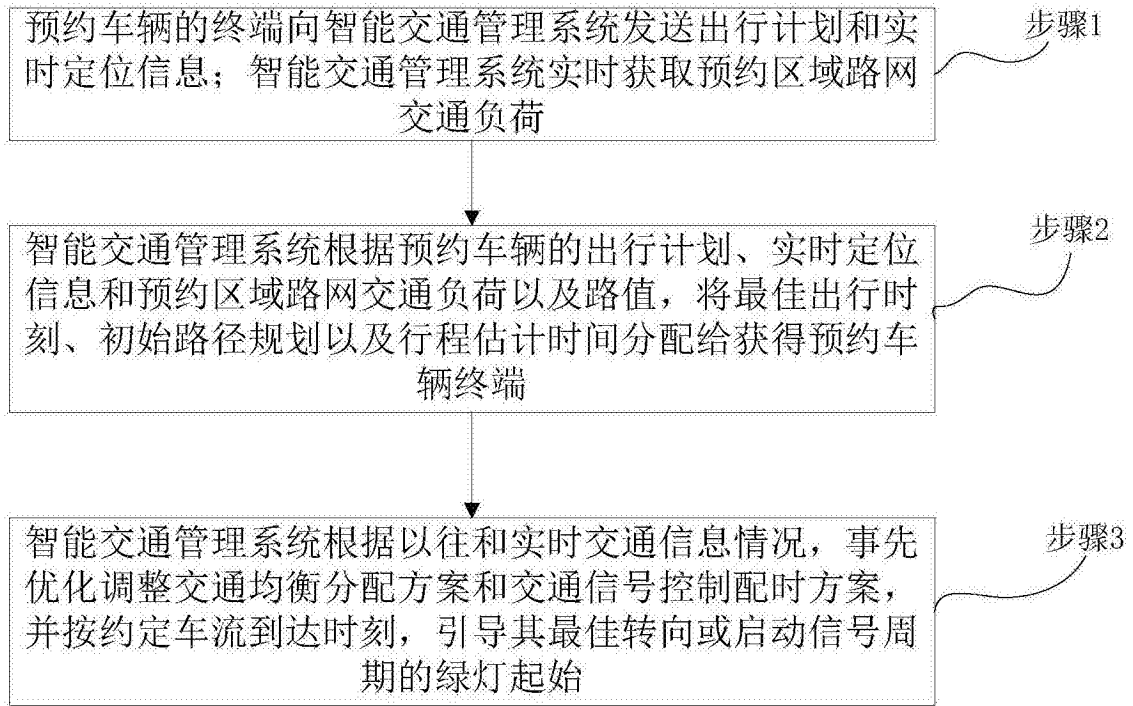 预约车辆的终端向智能交通管理系统发送出行计划和实
时定位信息；智能交通管理系统实时获取预约区域路网
交通负荷
步骤1
智能交通管理系统根据预约车辆的出行计划、实时定位
信息和预约区域路网交通负荷以及路值，将最佳出行时
刻、初始路径规划以及行程估计时间分配给获得预约车
辆终端
步骤2
智能交通管理系统根据以往和实时交通信息情况，事先
优化调整交通均衡分配方案和交通信号控制配时方案，
并按约定车流到达时刻，引导其最佳转向或启动信号周
期的绿灯起始
步骤3